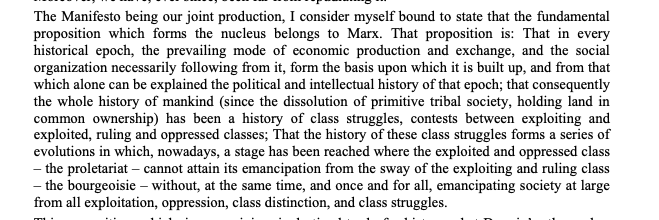 The Manifesto being our joint production, I consider myself bound to state that the fundamental
proposition which forms the nucleus belongs to Marx. That proposition is: That in every
historical epoch, the prevailing mode of economic production and exchange, and the social
organization necessarily following from it, form the basis upon which it is built up, and from that
which alone can be explained the political and intellectual history of that epoch; that consequently
the whole history of mankind (since the dissolution of primitive tribal society, holding land in
common ownership) has been a history of class struggles, contests between exploiting and
exploited, ruling and oppressed classes; That the history of these class struggles forms a series of
evolutions in which, nowadays, a stage has been reached where the exploited and oppressed class
– the proletariat – cannot attain its emancipation from the sway of the exploiting and ruling class
– the bourgeoisie – without, at the same time, and once and for all, emancipating society at large
from all exploitation, oppression, class distinction, and class struggles.